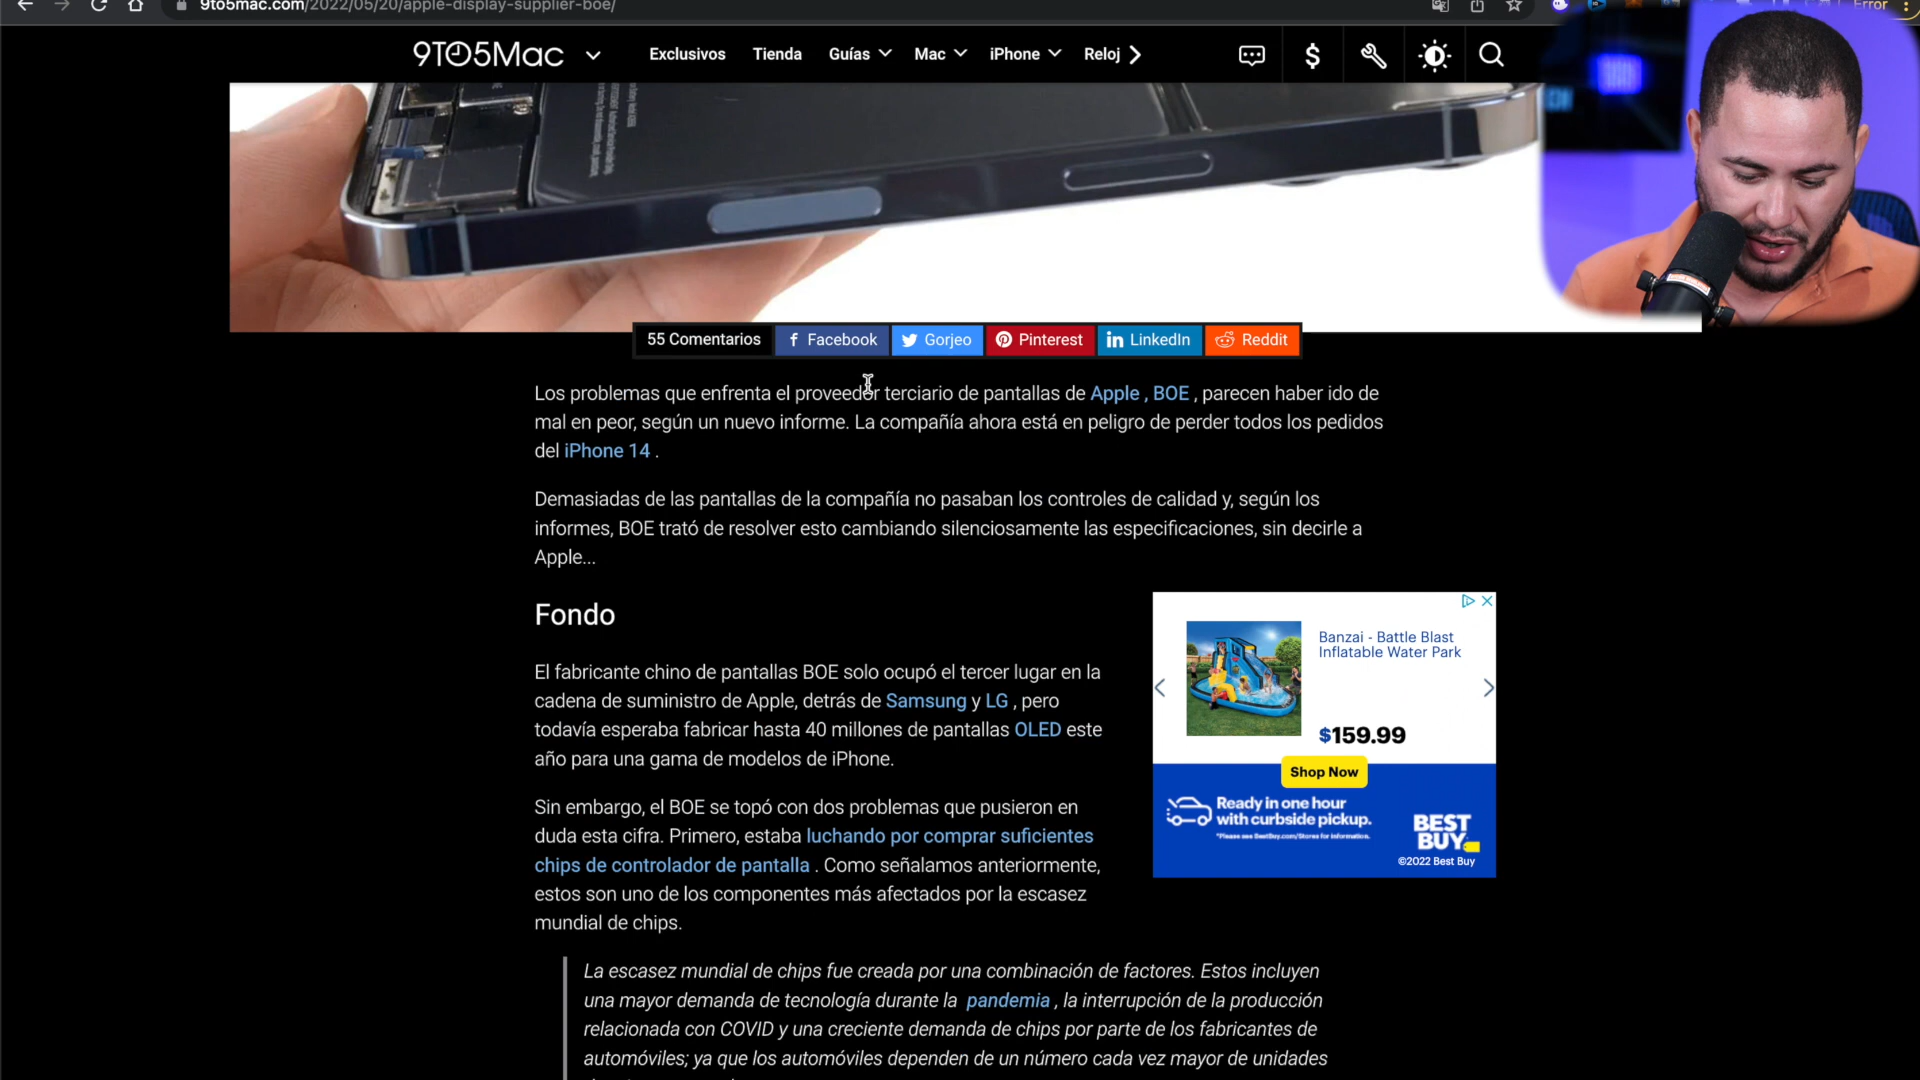 9to5mac.com/2022/05/20/apple-display-supplier-boe/
Error
9TO5Mac
Exclusivos
Tienda
Guías
Mac
iPhone
Reloj
55 Comentarios
Facebook
Gorjeo
Pinterest
LinkedIn
Reddit
Los problemas que enfrenta el proveedor terciario de pantallas de Apple , BOE , parecen haber ido de
mal en peor, según un nuevo informe. La compañía ahora está en peligro de perder todos los pedidos
del iPhone 14 .
Demasiadas de las pantallas de la compañía no pasaban los controles de calidad y, según los
informes, BOE trató de resolver esto cambiando silenciosamente las especificaciones, sin decirle a
Apple...
Fondo
El fabricante chino de pantallas BOE solo ocupó el tercer lugar en la
cadena de suministro de Apple, detrás de Samsung y LG , pero
todavía esperaba fabricar hasta 40 millones de pantallas OLED este
año para una gama de modelos de iPhone.
Sin embargo, el BOE se topó con dos problemas que pusieron en
duda esta cifra. Primero, estaba luchando por comprar suficientes
chips de controlador de pantalla . Como señalamos anteriormente,
estos son uno de los componentes más afectados por la escasez
mundial de chips.
Banzai - Battle Blast
Inflatable Water Park
$159.99
Shop Now
Ready in one hour
with curbside pickup.
*Please see BestBuy.com/Stores for information.
BEST
BUY
©2022 Best Buy
La escasez mundial de chips fue creada por una combinación de factores. Estos incluyen
una mayor demanda de tecnología durante la pandemia , la interrupción de la producción
relacionada con COVID y una creciente demanda de chips por parte de los fabricantes de
automóviles; ya que los automóviles dependen de un número cada vez mayor de unidades